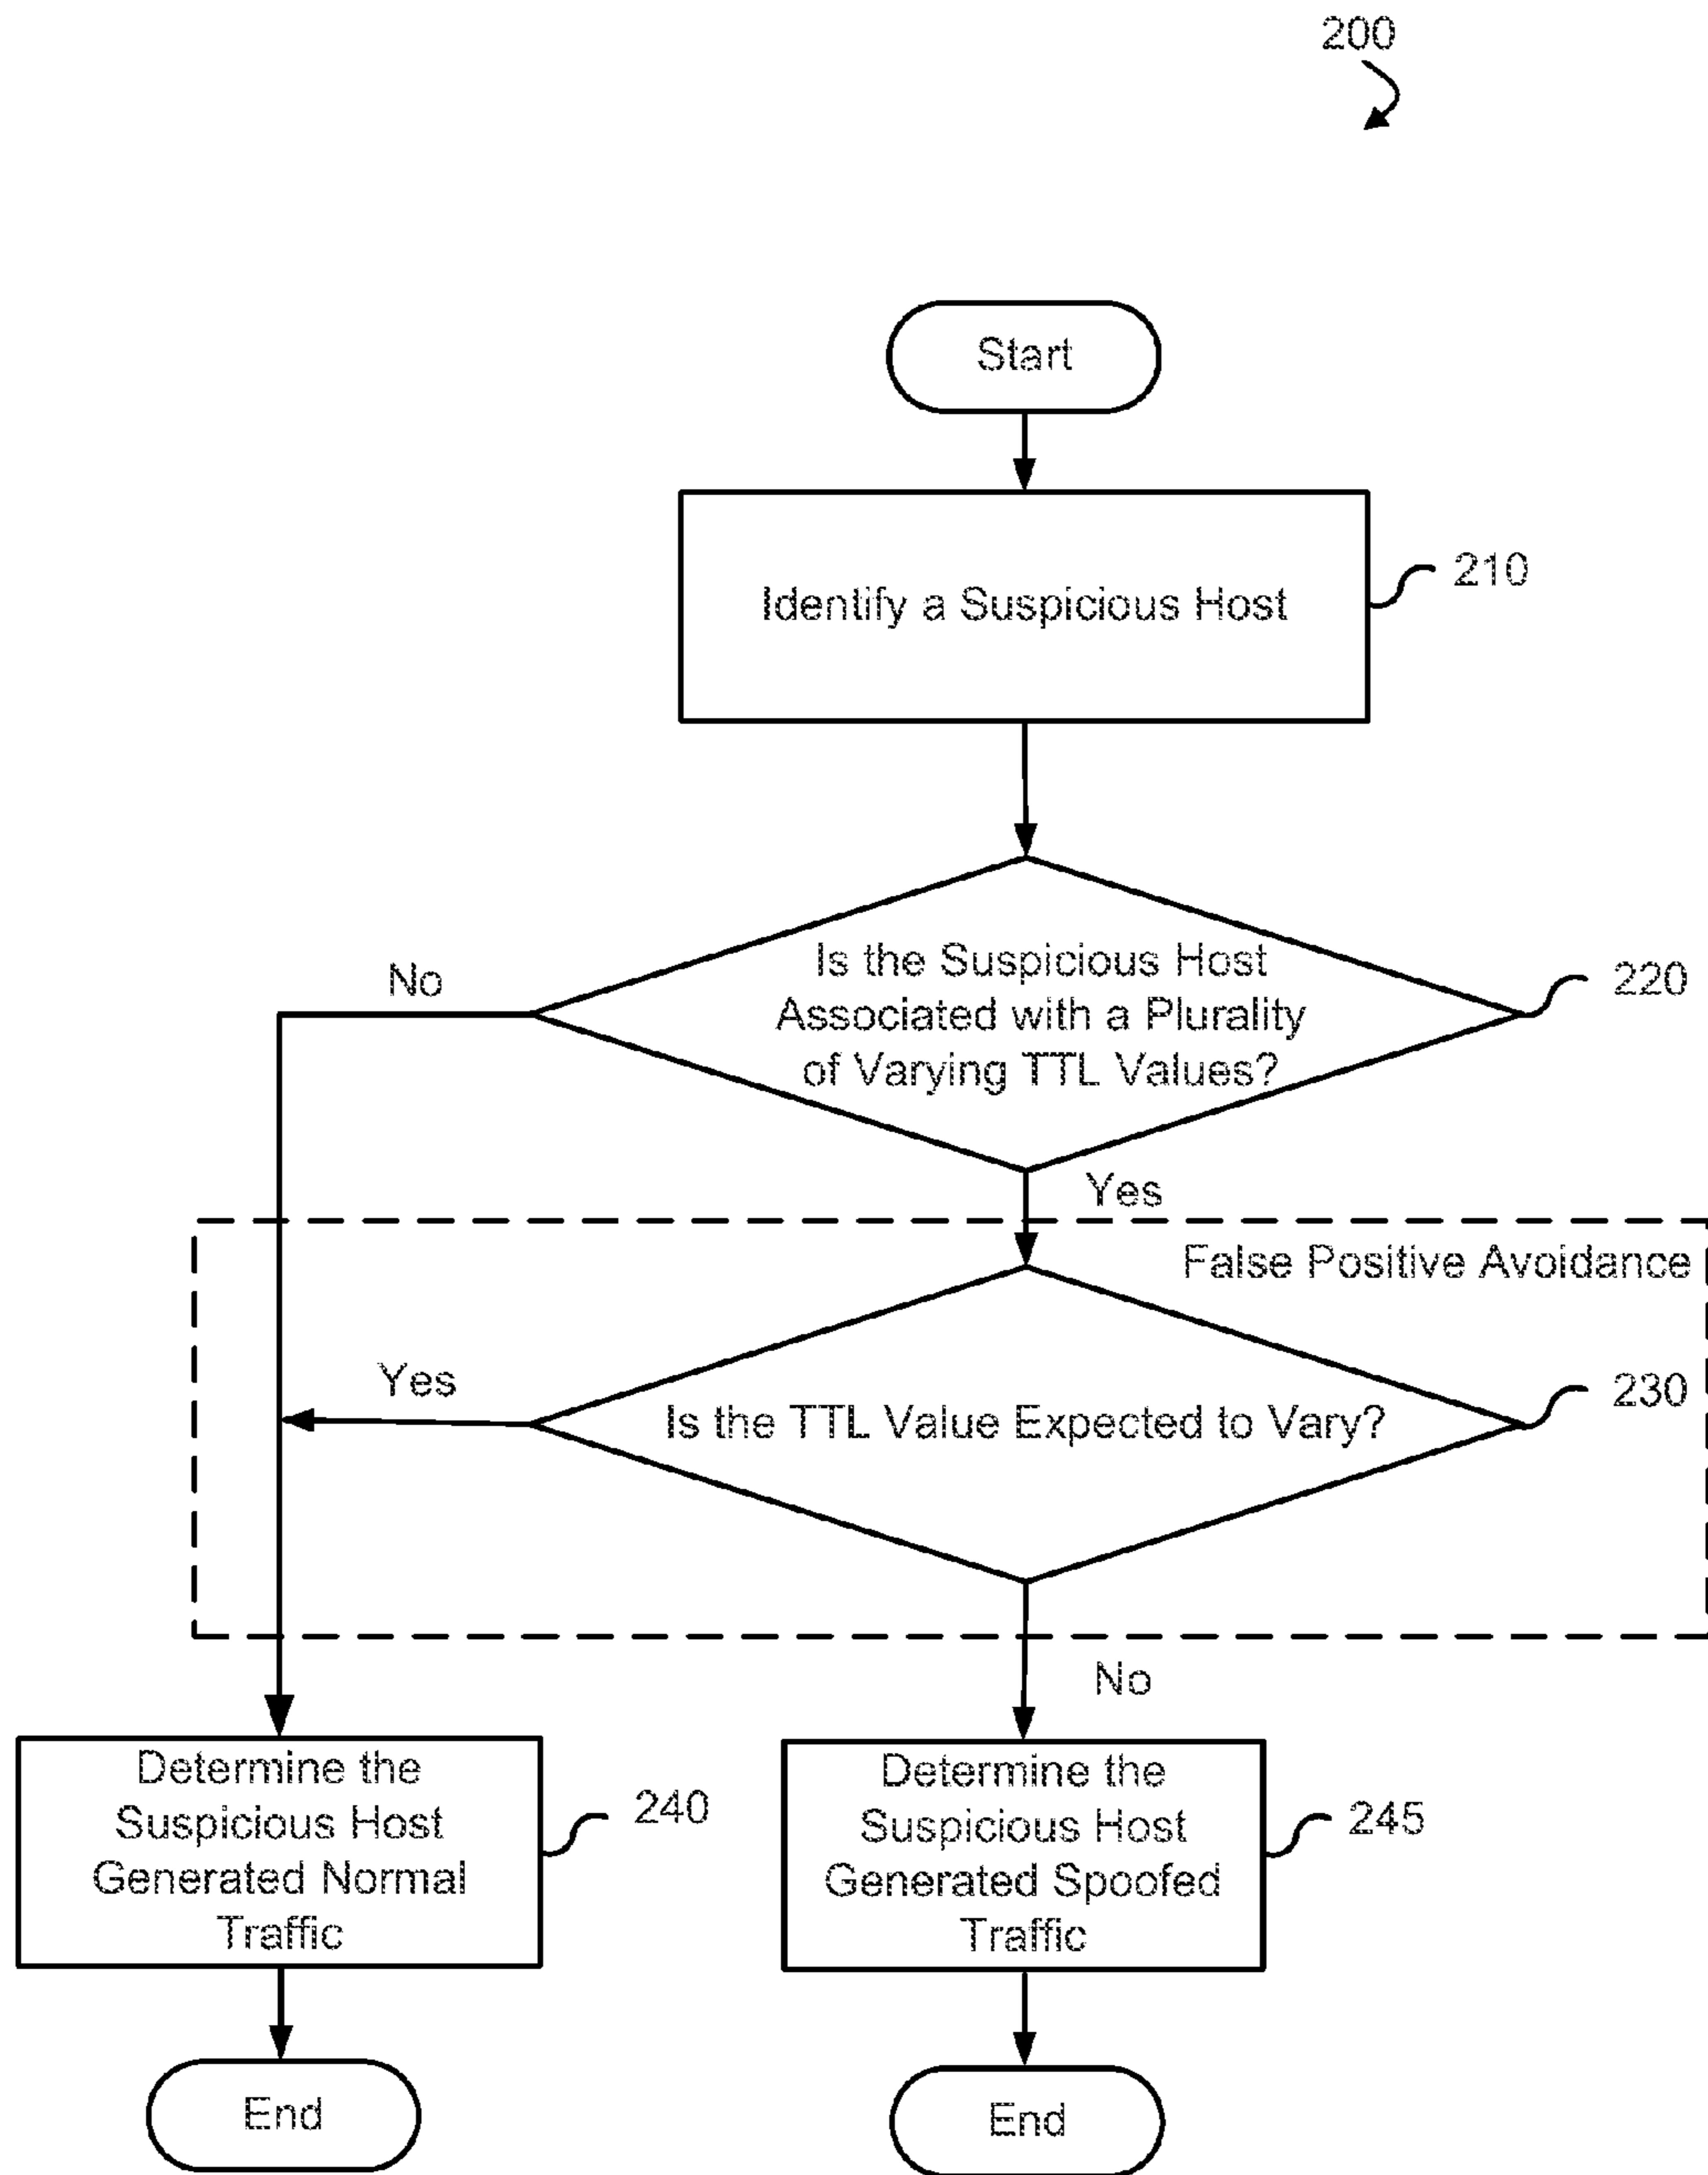 200
Start
Identify a Suspicious Host
210
Is the Suspicious Host
Associated with a Plurality
of Varying TTL Values?
220
No
Yes
False Positive Avoidance
Is the TTL Value Expected to Vary?
230
Yes
No
Determine the
Suspicious Host
Generated Normal
Traffic
240
Determine the
Suspicious Host
Generated Spoofed
Traffic
245
End
End